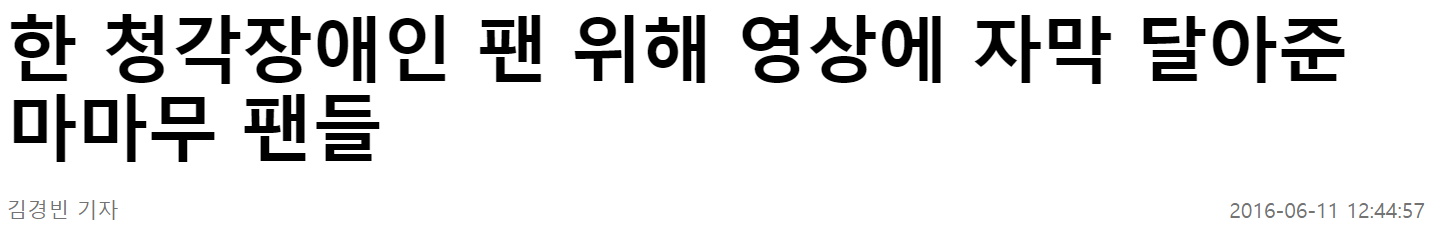 한 청각장애인 팬 위해 영상에 자막 달아준
마마무 팬들
김경빈 기자 2016-06-11 12:44:57